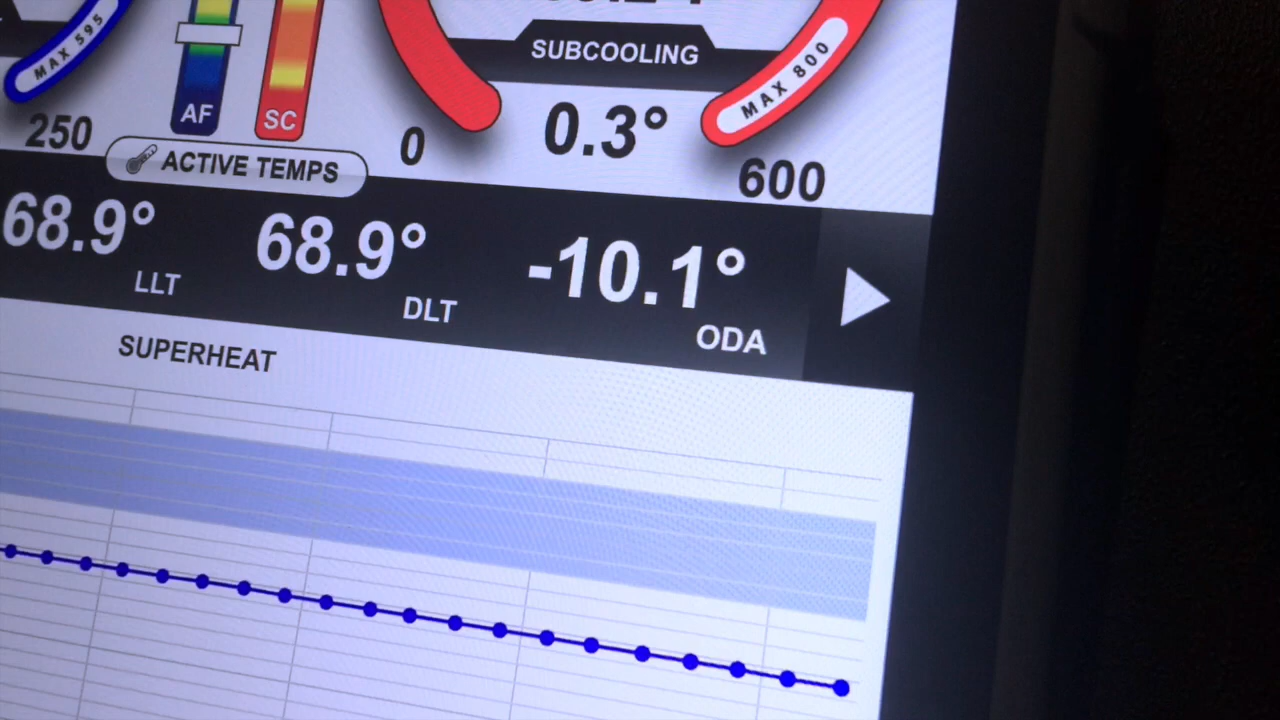 MAX 595
AF
SC
SUBCOOLING
MAX 800
250
0
0.3°
600
ACTIVE TEMPS
68.9°
LLT
68.9°
DLT
-10.1°
ODA
SUPERHEAT